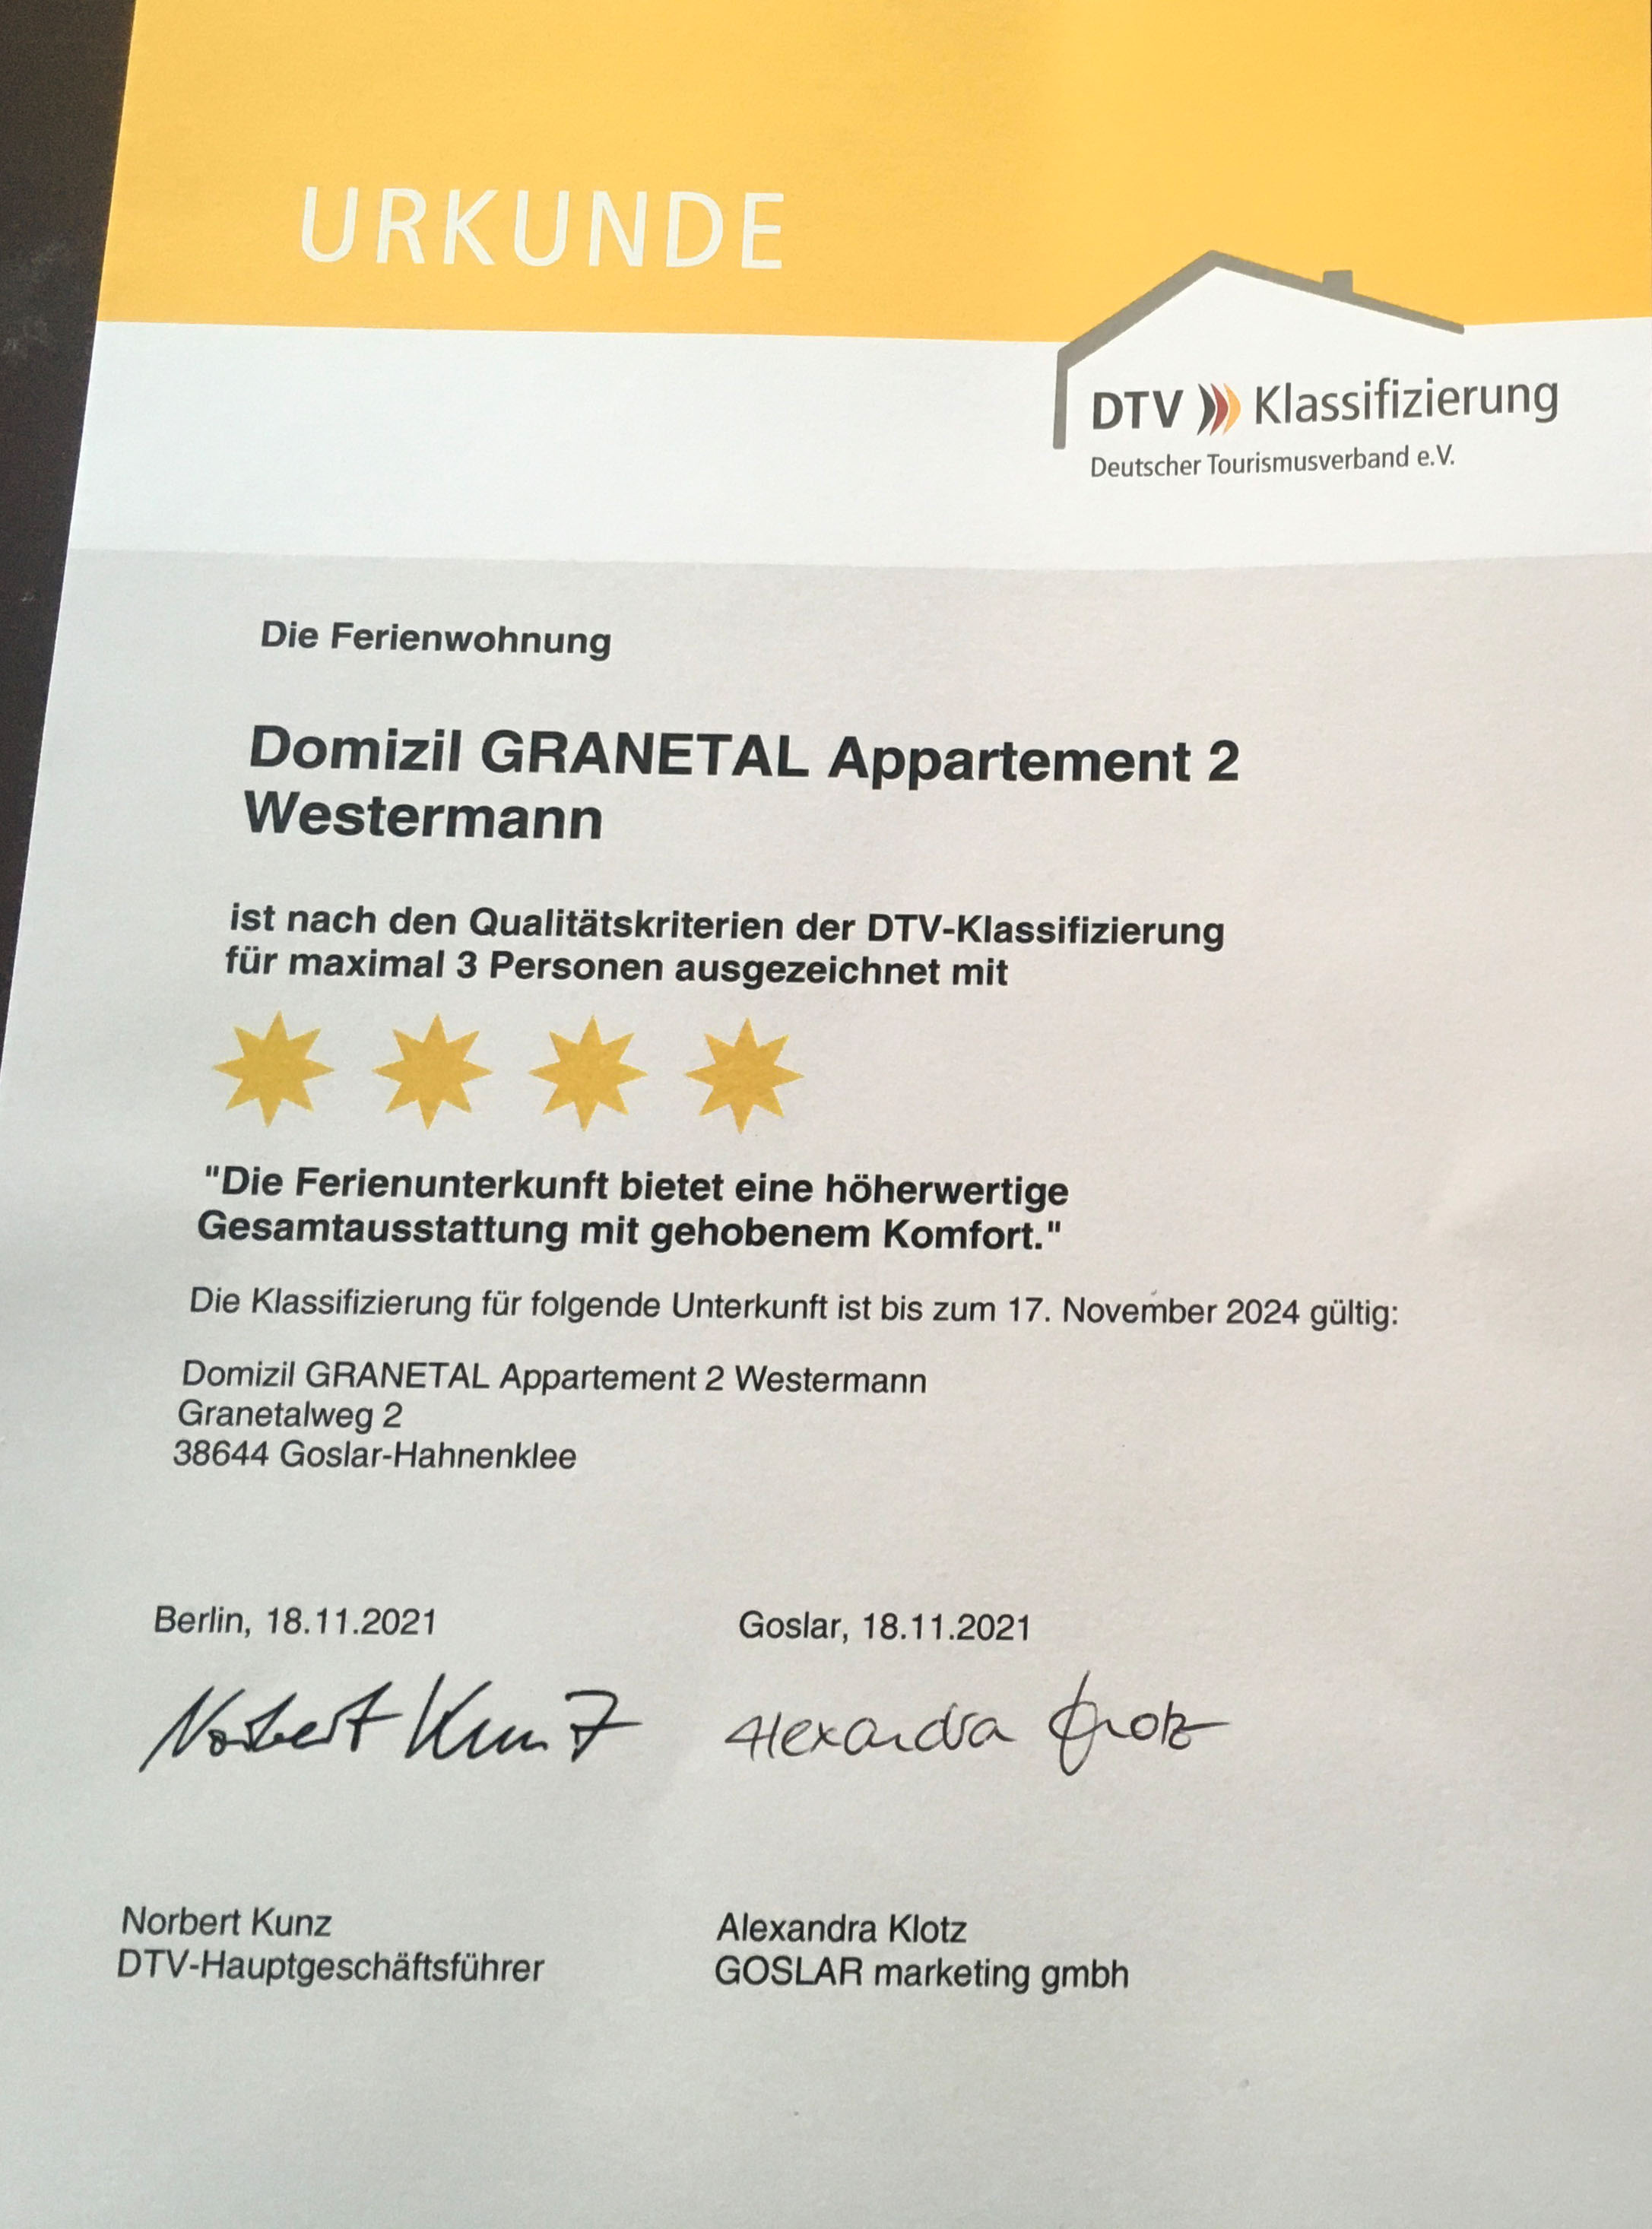 URKUNDE
DTV Klassifizierung
Deutscher Tourismusverband e.V.
Die Ferienwohnung
Domizil GRANETAL Appartement 2
Westermann
ist nach den Qualitätskriterien der DTV-Klassifizierung
für maximal 3 Personen ausgezeichnet mit
"Die Ferienunterkunft bietet eine höherwertige
Gesamtausstattung mit gehobenem Komfort."
Die Klassifizierung für folgende Unterkunft ist bis zum 17. November 2024 gültig:
Domizil GRANETAL Appartement 2 Westermann
Granetalweg 2
38644 Goslar-Hahnenklee
Berlin, 18.11.2021
Goslar, 18.11.2021
Norbert Kunz
Alexandra Klotz
Norbert Kunz
DTV-Hauptgeschäftsführer
Alexandra Klotz
GOSLAR marketing gmbh